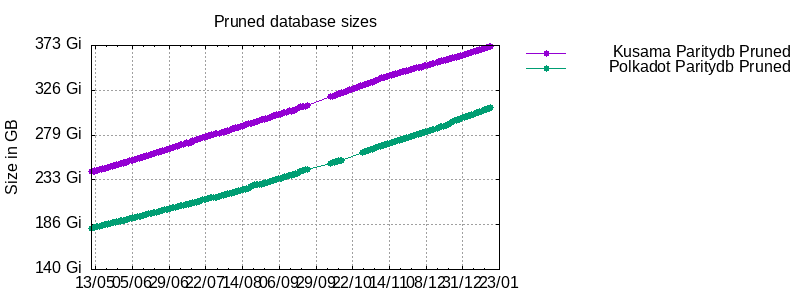 Pruned database sizes
373 Gi
326 Gi
279 Gi
233 Gi
186 Gi
140 Gi
Size in GB
13/05 05/06 29/06 22/07 14/08 06/09 29/09 22/10 14/11 08/12 31/12 23/01
Kusama Paritydb Pruned
Polkadot Paritydb Pruned